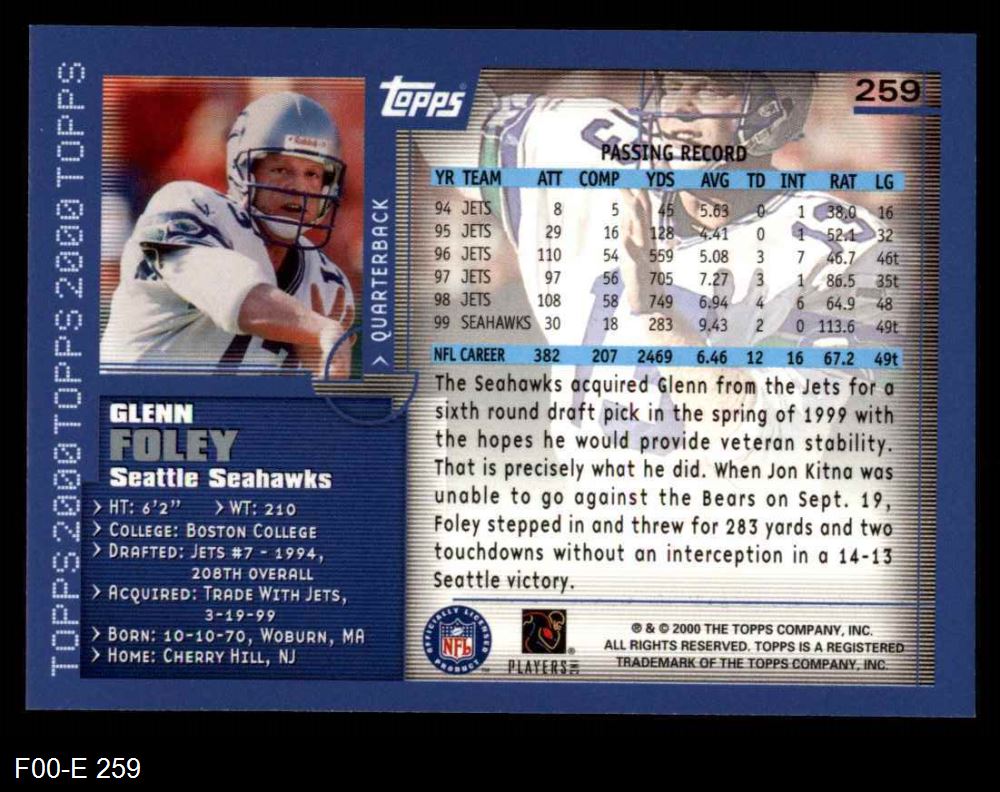 TOPPS 2000 TOPPS 2000 TOPPS 2000 TOPPS
Riddell
> QUARTERBACK
TOPPS
259
PASSING RECORD
YR TEAM ATT COMP YDS AVG TD INT RAT LG
94 JETS 8 5 45 5.63 0 1 38.0 16
95 JETS 29 16 128 4.41 0 1 52.1 32
96 JETS 110 54 559 5.08 3 7 46.7 46t
97 JETS 97 56 705 7.27 3 1 86.5 35t
98 JETS 108 58 749 6.94 4 6 64.9 48
99 SEAHAWKS 30 18 283 9.43 2 0 113.6 49t
NFL CAREER 382 207 2469 6.46 12 16 67.2 49t
The Seahawks acquired Glenn from the Jets for a
sixth round draft pick in the spring of 1999 with
the hopes he would provide veteran stability.
That is precisely what he did. When Jon Kitna was
unable to go against the Bears on Sept. 19,
Foley stepped in and threw for 283 yards and two
touchdowns without an interception in a 14-13
Seattle victory.
GLENN
FOLEY
Seattle Seahawks
> HT: 6'2" > WT: 210
> COLLEGE: BOSTON COLLEGE
> DRAFTED: JETS #7 - 1994,
208TH OVERALL
> ACQUIRED: TRADE WITH JETS,
3-19-99
> BORN: 10-10-70, WOBURN, MA
> HOME: CHERRY HILL, NJ
OFFICIALLY LICENSED
NFL
PRODUCT
PLAYERS INC
® & © 2000 THE TOPPS COMPANY, INC.
ALL RIGHTS RESERVED. TOPPS IS A REGISTERED
TRADEMARK OF THE TOPPS COMPANY, INC.
F00-E 259